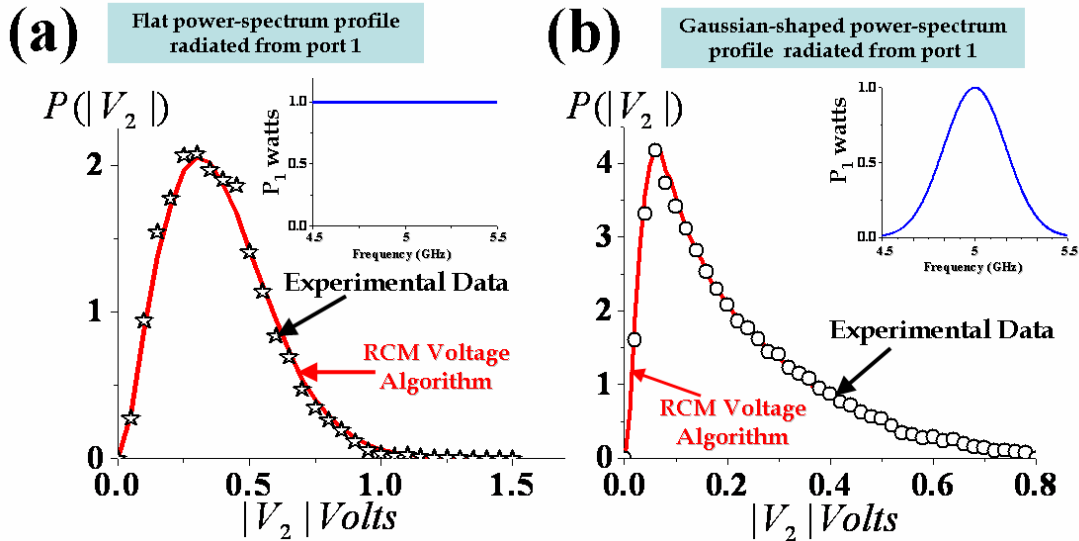 (a)
Flat power-spectrum profile
radiated from port 1
P(|V2|)
2
1
0
0.0 0.5 1.0 1.5
|V2| Volts
P1 watts
1.0
0.5
0.0
4.5 5 5.5
Frequency (GHz)
Experimental Data
RCM Voltage
Algorithm
(b)
Gaussian-shaped power-spectrum
profile radiated from port 1
P(|V2|)
4
3
2
1
0
0.0 0.2 0.4 0.6 0.8
|V2| Volts
P1 watts
1.0
0.5
0.0
4.5 5 5.5
Frequency (GHz)
Experimental Data
RCM Voltage
Algorithm